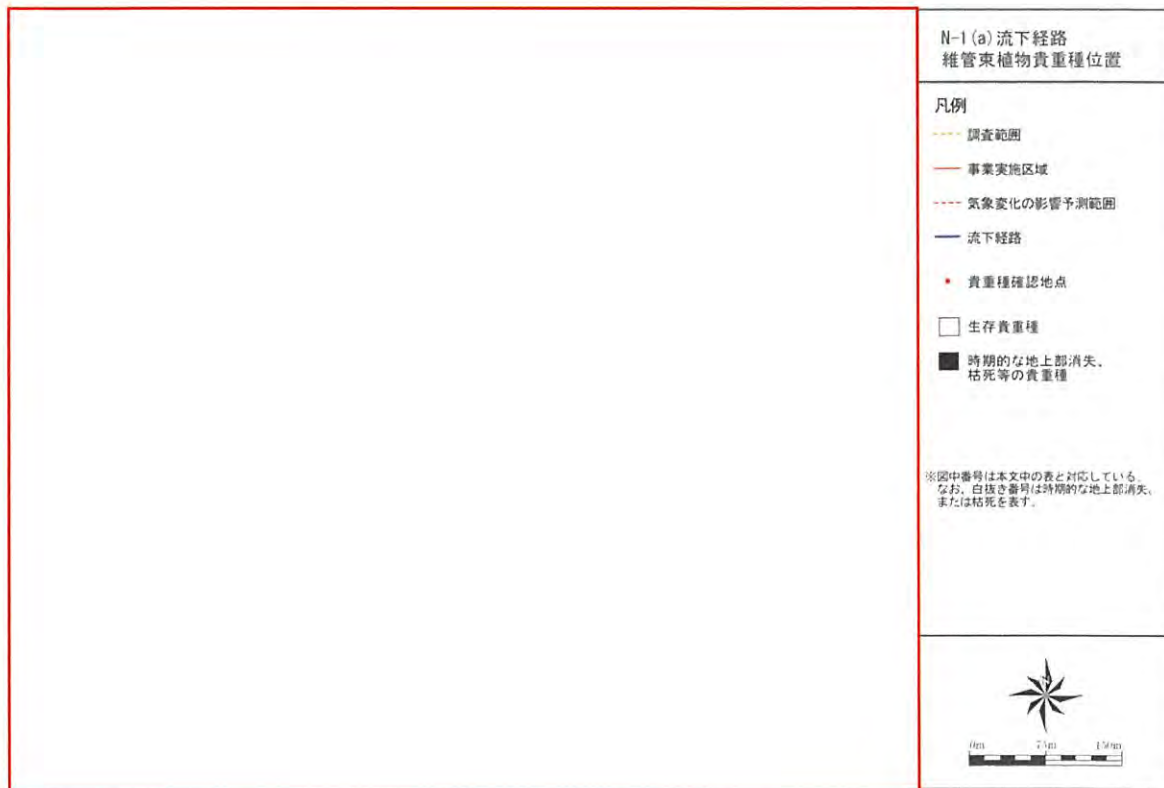 N-1(a)流下経路
維管束植物貴重種位置
凡例
調査範囲
事業実施区域
気象変化の影響予測範囲
流下経路
貴重種確認地点
生存貴重種
時期的な地上部消失、
枯死等の貴重種
※図中番号は本文中の表と対応している。
なお、白抜き番号は時期的な地上部消失、
または枯死を表す。
N
0m 75m 150m